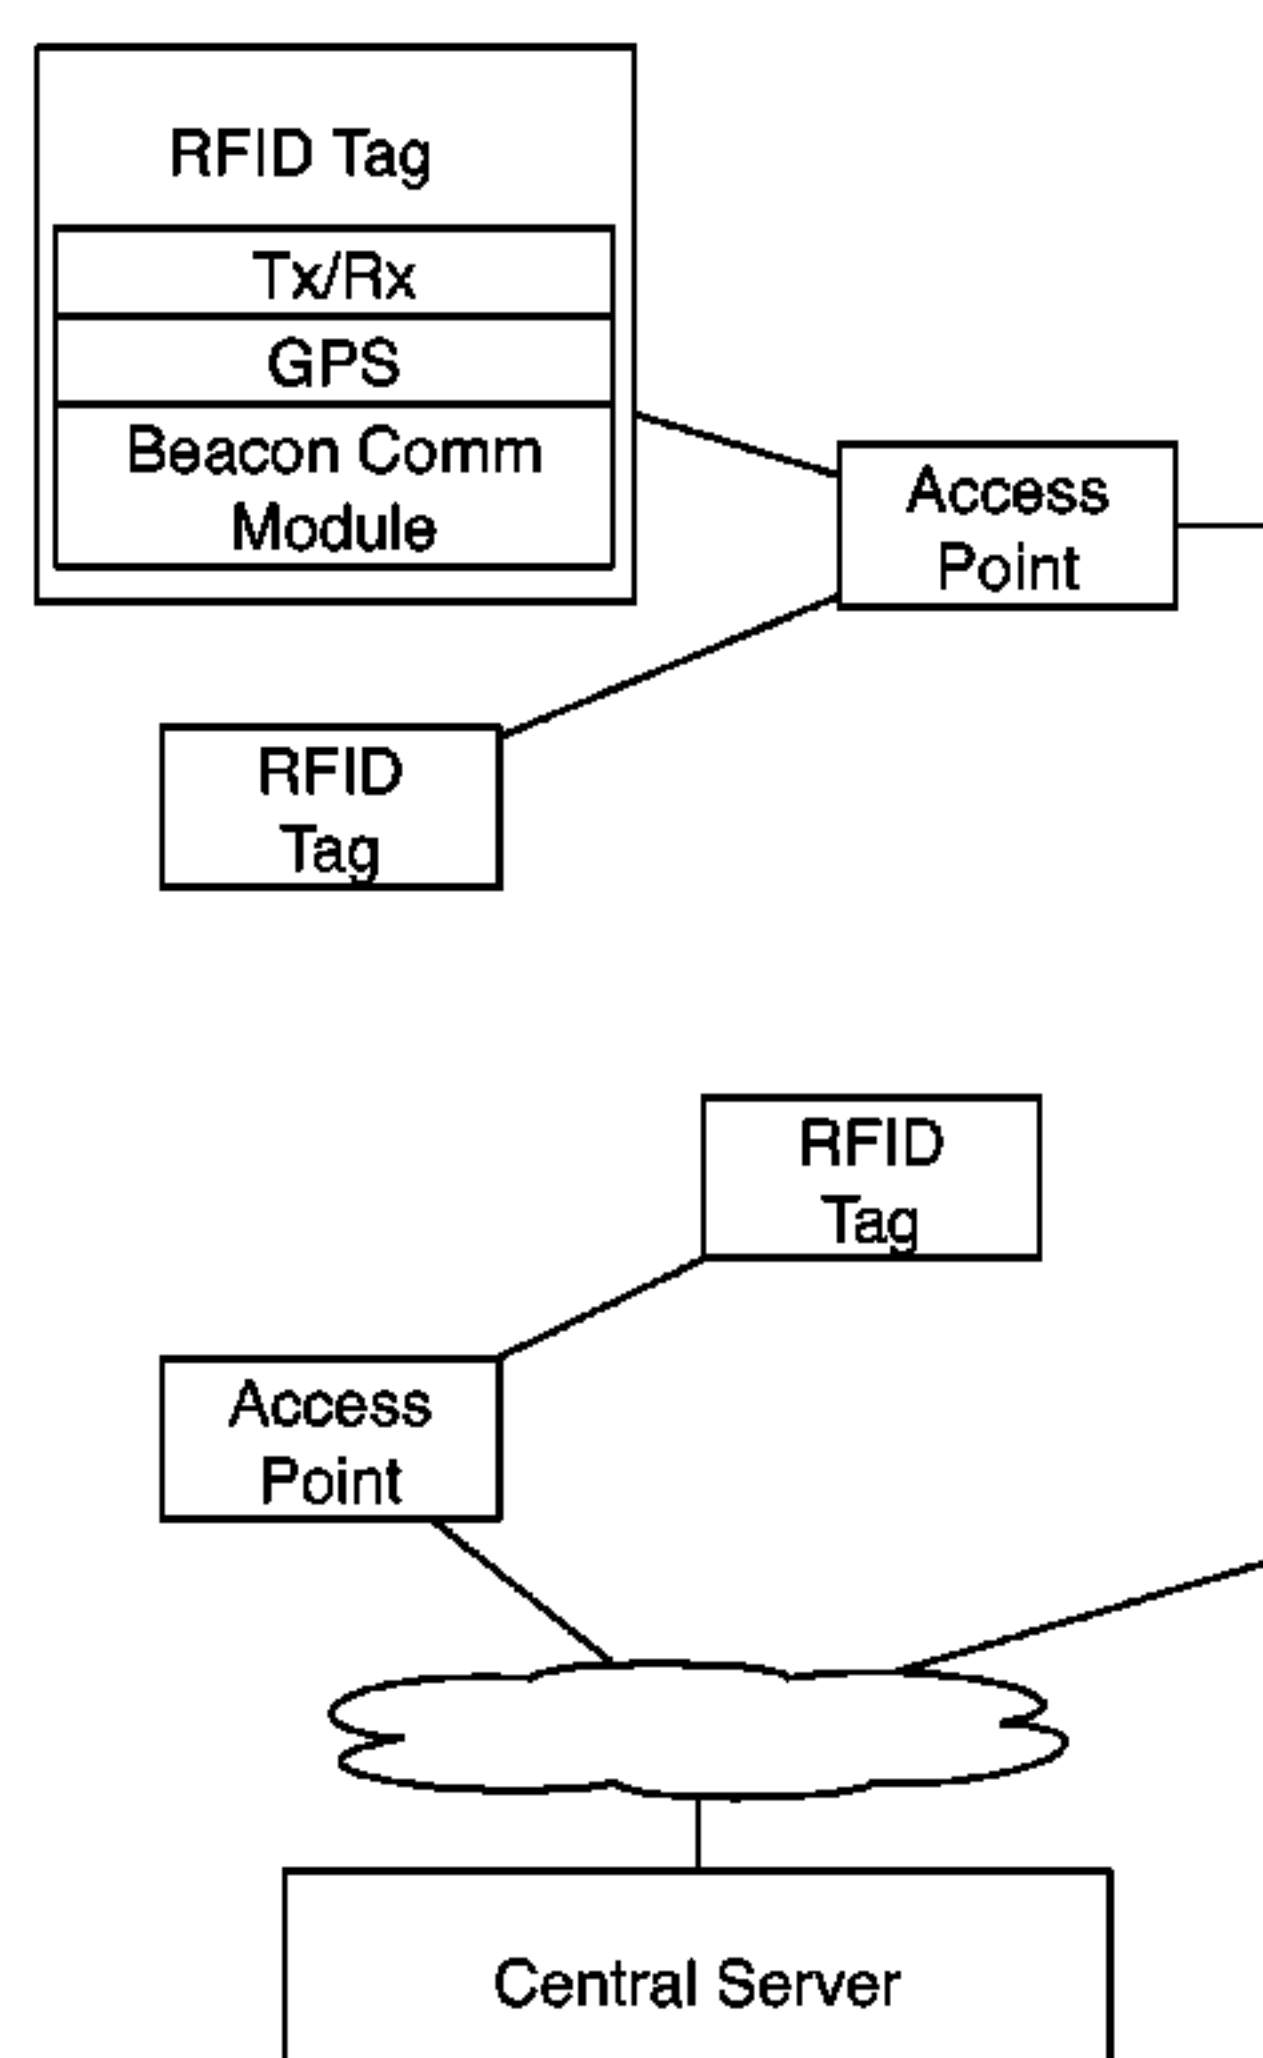 RFID Tag
Tx/Rx
GPS
Beacon Comm
Module
Access
Point
RFID
Tag
RFID
Tag
Access
Point
Central Server